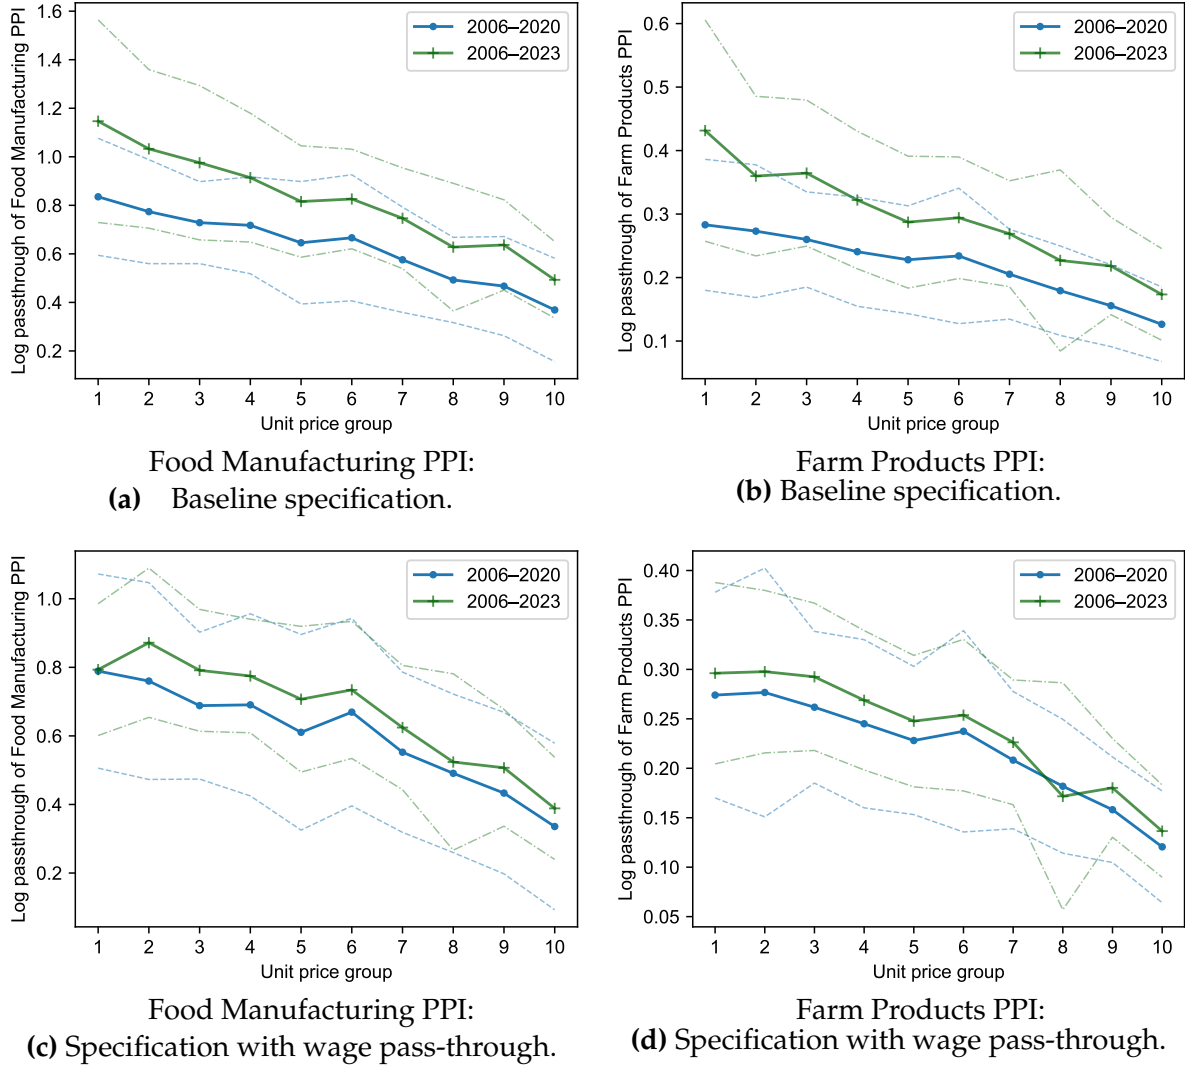 Log passthrough of Food Manufacturing PPI
1.6
1.4
1.2
1.0
0.8
0.6
0.4
0.2
2006–2020
2006–2023
1 2 3 4 5 6 7 8 9 10
Unit price group
Food Manufacturing PPI:
(a) Baseline specification.
Log passthrough of Farm Products PPI
0.6
0.5
0.4
0.3
0.2
0.1
2006–2020
2006–2023
1 2 3 4 5 6 7 8 9 10
Unit price group
Farm Products PPI:
(b) Baseline specification.
Log passthrough of Food Manufacturing PPI
1.0
0.8
0.6
0.4
0.2
2006–2020
2006–2023
1 2 3 4 5 6 7 8 9 10
Unit price group
Food Manufacturing PPI:
(c) Specification with wage pass-through.
Log passthrough of Farm Products PPI
0.40
0.35
0.30
0.25
0.20
0.15
0.10
0.05
2006–2020
2006–2023
1 2 3 4 5 6 7 8 9 10
Unit price group
Farm Products PPI:
(d) Specification with wage pass-through.